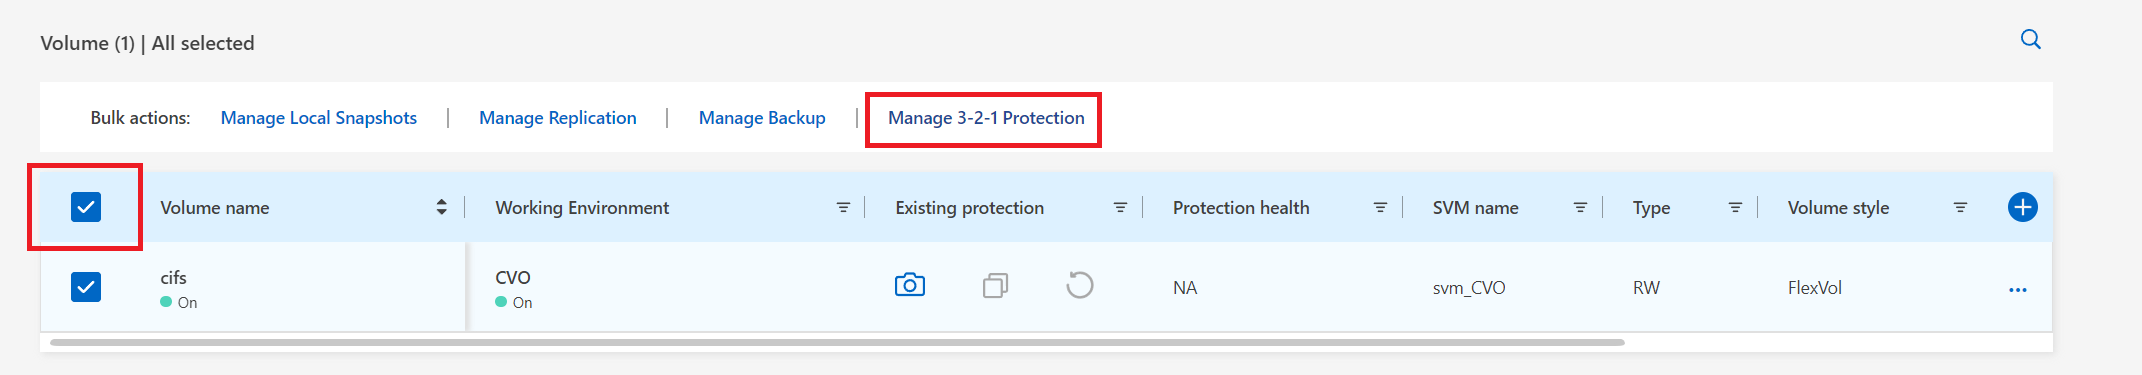 Volume (1) | All selected
Bulk actions: Manage Local Snapshots | Manage Replication | Manage Backup | Manage 3-2-1 Protection
Volume name Working Environment Existing protection Protection health SVM name Type Volume style
cifs CVO NA svm_CVO RW FlexVol
On On